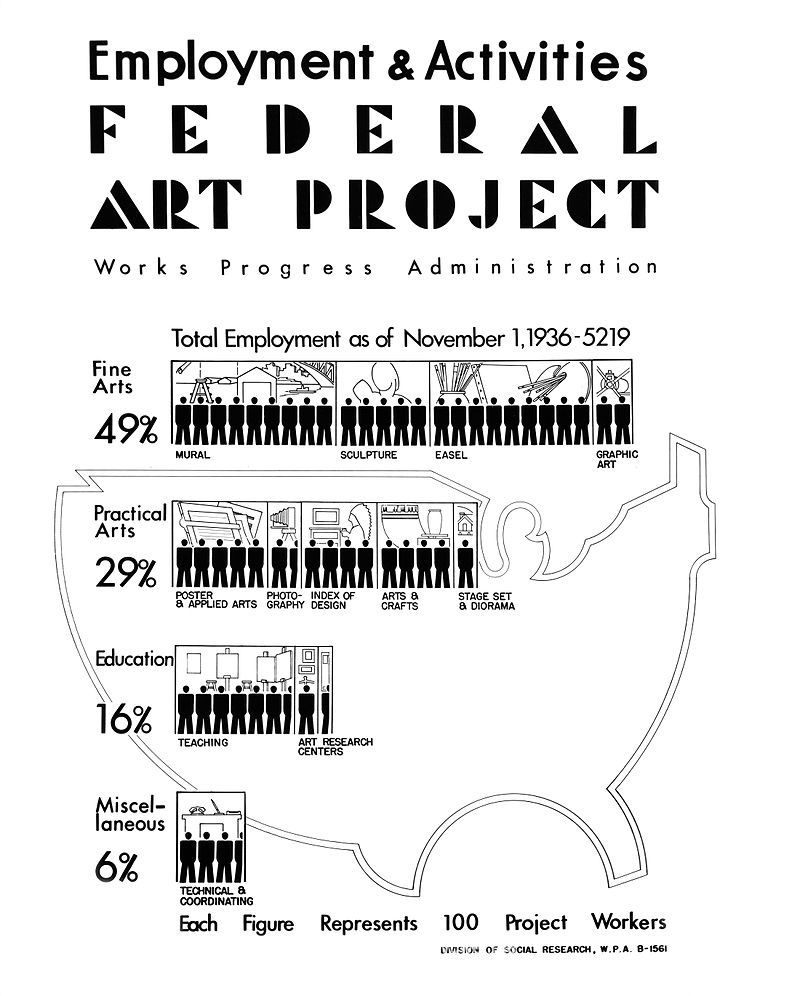 Employment & Activities
FEDERAL
ART PROJECT
Works Progress Administration
Total Employment as of November 1,1936-5219
Fine
Arts
49%
MURAL
SCULPTURE
EASEL
GRAPHIC
ART
Practical
Arts
29%
POSTER
& APPLIED ARTS
PHOTO-
GRAPHY
INDEX OF
DESIGN
ARTS &
CRAFTS
STAGE SET
& DIORAMA
Education
16%
TEACHING
ART RESEARCH
CENTERS
Miscel-
laneous
6%
TECHNICAL &
COORDINATING
Each Figure Represents 100 Project Workers
DIVISION OF SOCIAL RESEARCH, W.P.A. B-1561